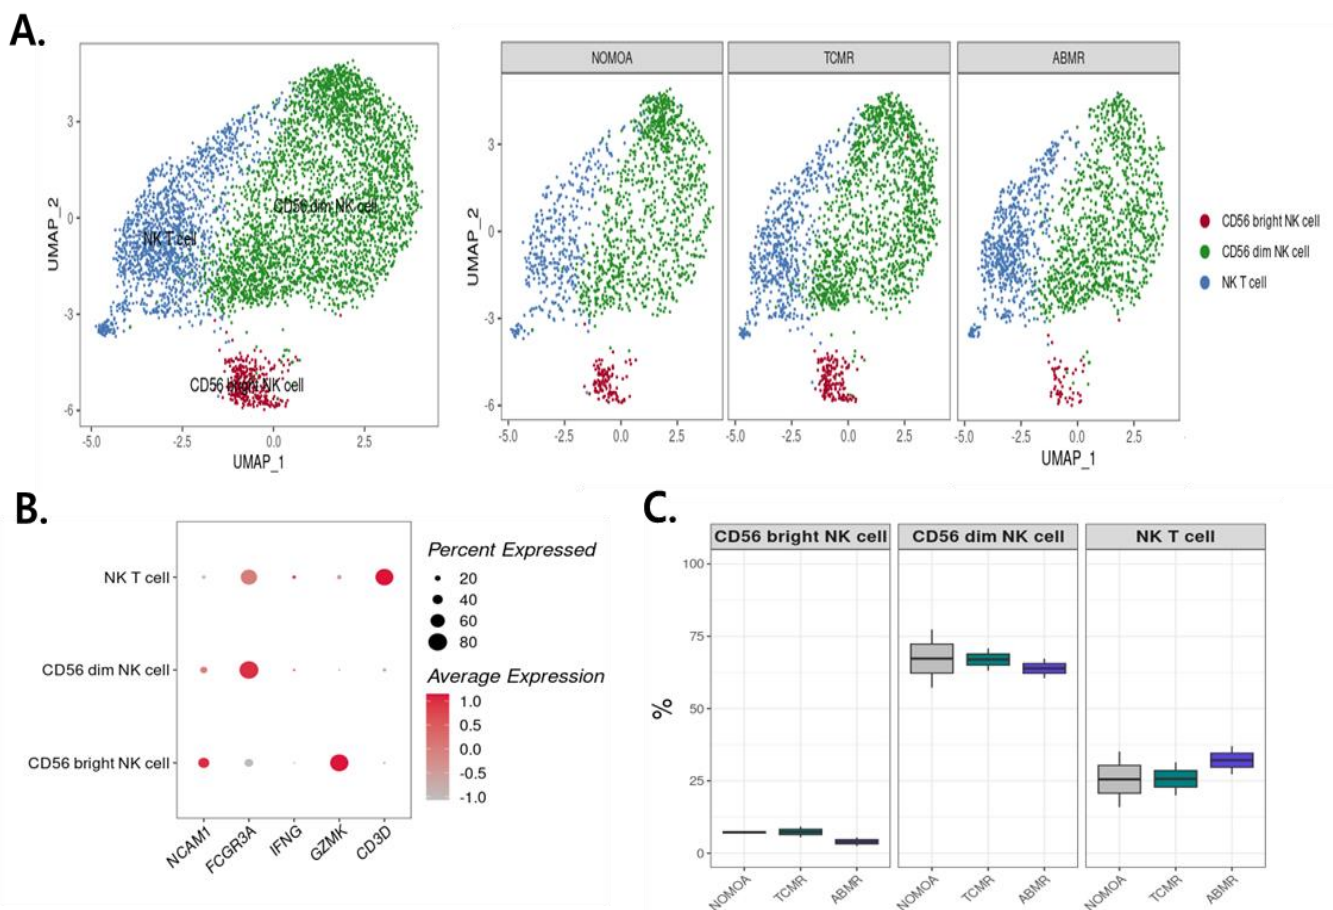 A.
NOMOA
TCMR
ABMR
3
0
-3
-6
UMAP_2
CD56 dim NK cell
NK T cell
CD56 bright NK cell
-5.0
-2.5
0.0
2.5
UMAP_1
3
0
-3
-6
UMAP_2
-5.0
-2.5
0.0
2.5
-5.0
-2.5
0.0
2.5
-5.0
-2.5
0.0
2.5
UMAP_1
CD56 bright NK cell
CD56 dim NK cell
NK T cell
B.
NK T cell
CD56 dim NK cell
CD56 bright NK cell
NCAM1
FCGR3A
IFNG
GZMK
CD3D
Percent Expressed
20
40
60
80
Average Expression
1.0
0.5
0.0
-0.5
-1.0
C.
CD56 bright NK cell
CD56 dim NK cell
NK T cell
100
75
50
25
0
%
NOMOA
TCMR
ABMR
NOMOA
TCMR
ABMR
NOMOA
TCMR
ABMR